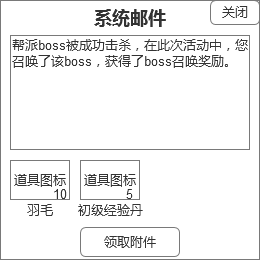 系统邮件
关闭
帮派boss被成功击杀，在此次活动中，您
召唤了该boss，获得了boss召唤奖励。
道具图标
10
道具图标
5
羽毛
初级经验丹
领取附件